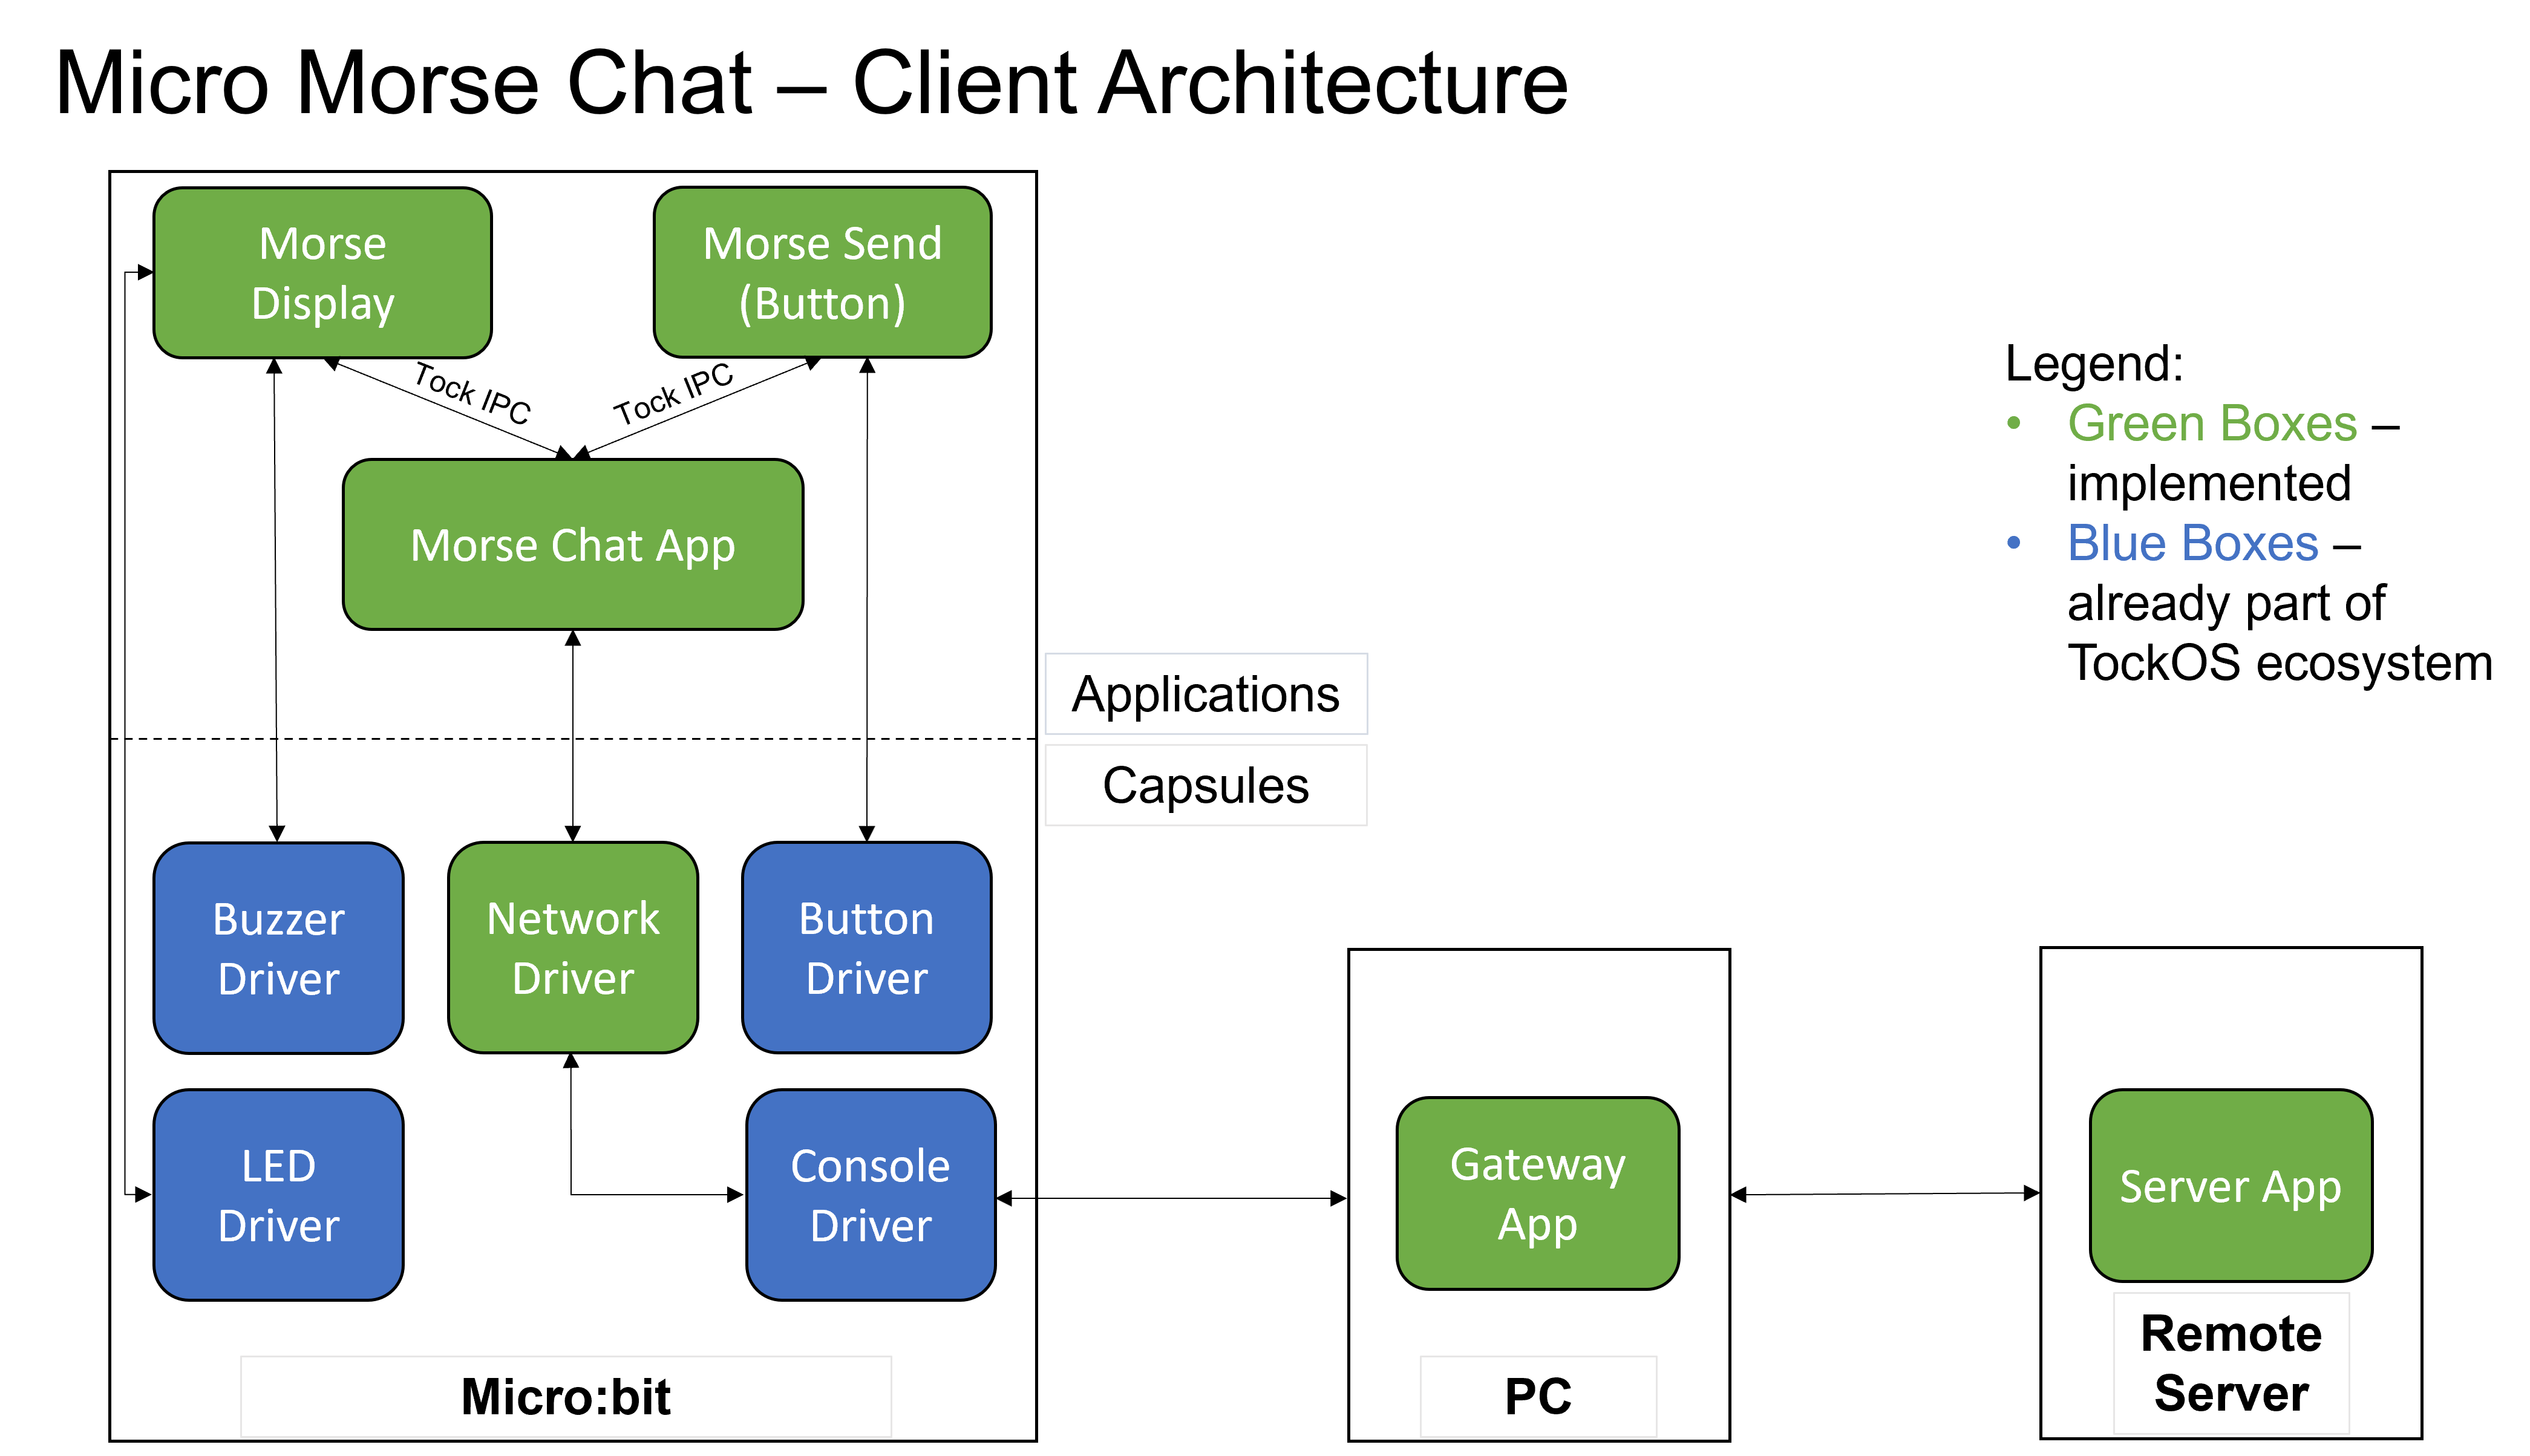 Micro Morse Chat – Client Architecture
Morse
Display
Morse Send
(Button)
Tock IPC
Tock IPC
Morse Chat App
Applications
Capsules
Legend:
• Green Boxes –
implemented
• Blue Boxes –
already part of
TockOS ecosystem
Buzzer
Driver
Network
Driver
Button
Driver
LED
Driver
Console
Driver
Gateway
App
Server App
Micro:bit
PC
Remote
Server